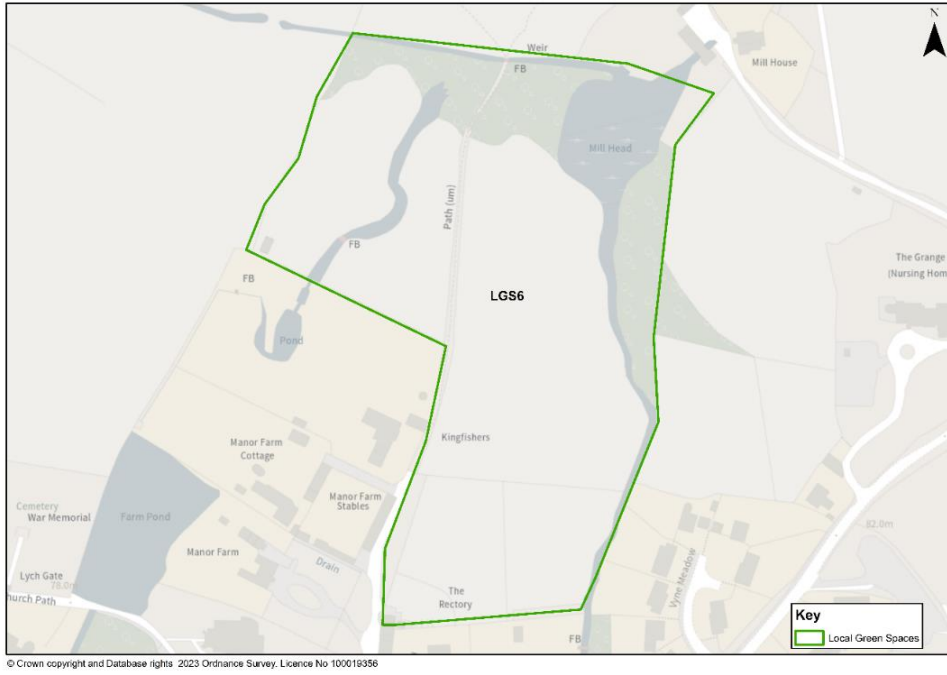 N
Weir
FB
Mill House
Mill Head
Path (um)
FB
The Grange
(Nursing Hom
FB
LGS6
Pond
Kingfishers
Manor Farm
Cottage
Manor Farm
Stables
Cemetery
War Memorial
Farm Pond
82.0m
Manor Farm
Drain
Lych Gate
78.0m
hurch Path
The
Rectory
Vyne Meadow
FB
Key
Local Green Spaces
© Crown copyright and Database rights 2023 Ordnance Survey. Licence No 100019356